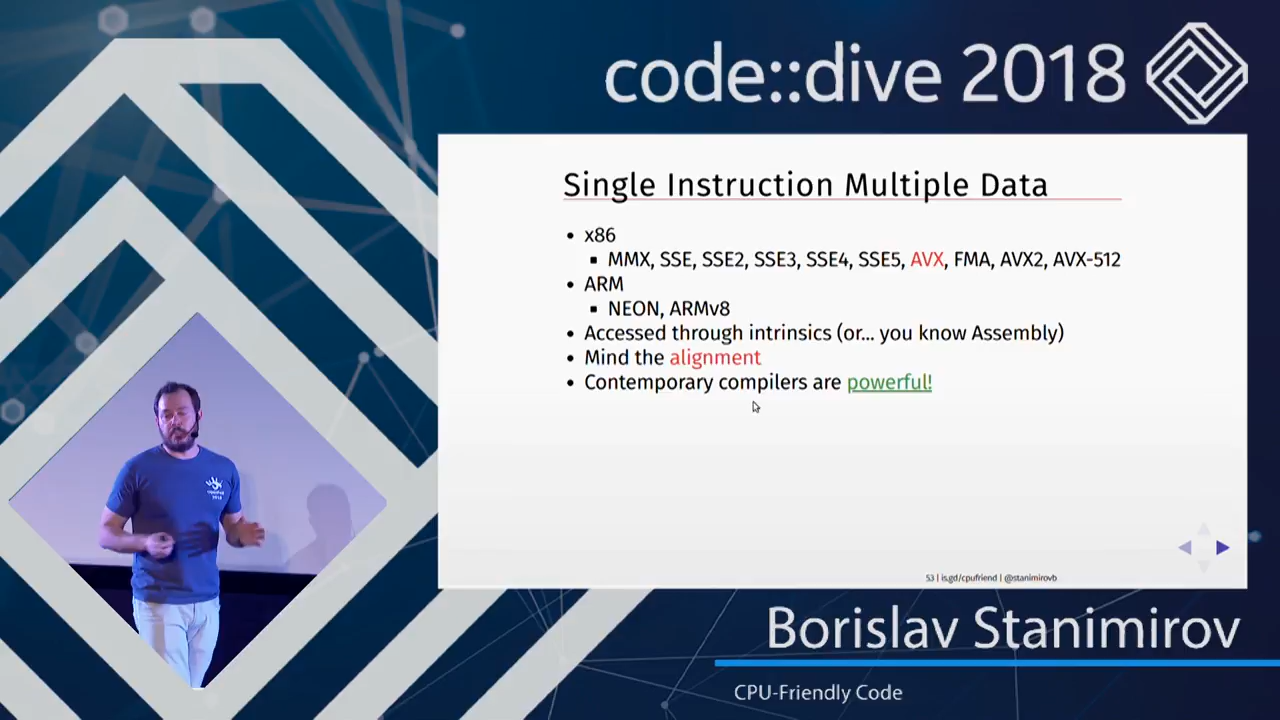 code::dive 2018
Single Instruction Multiple Data
• x86
▪ MMX, SSE, SSE2, SSE3, SSE4, SSE5, AVX, FMA, AVX2, AVX-512
• ARM
▪ NEON, ARMv8
• Accessed through intrinsics (or... you know Assembly)
• Mind the alignment
• Contemporary compilers are powerful!
53 | is.gd/cpufriend | @stanimirovb
Borislav Stanimirov
CPU-Friendly Code